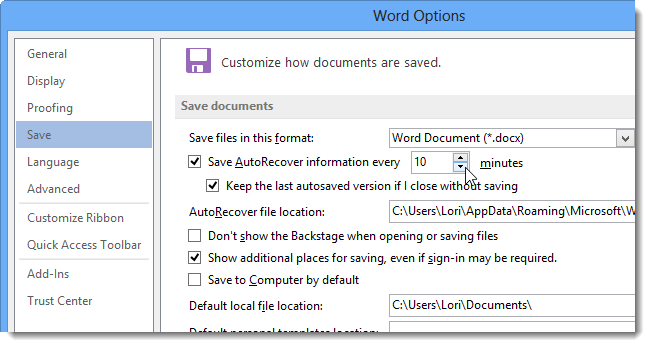 Word Options
General
Display
Proofing
Save
Language
Advanced
Customize Ribbon
Quick Access Toolbar
Add-Ins
Trust Center
Customize how documents are saved.
Save documents
Save files in this format: Word Document (*.docx)
Save AutoRecover information every 10 minutes
Keep the last autosaved version if I close without saving
AutoRecover file location: C:\Users\Lori\AppData\Roaming\Microsoft\W
Don't show the Backstage when opening or saving files
Show additional places for saving, even if sign-in may be required.
Save to Computer by default
Default local file location: C:\Users\Lori\Documents\
Default personal templates location: